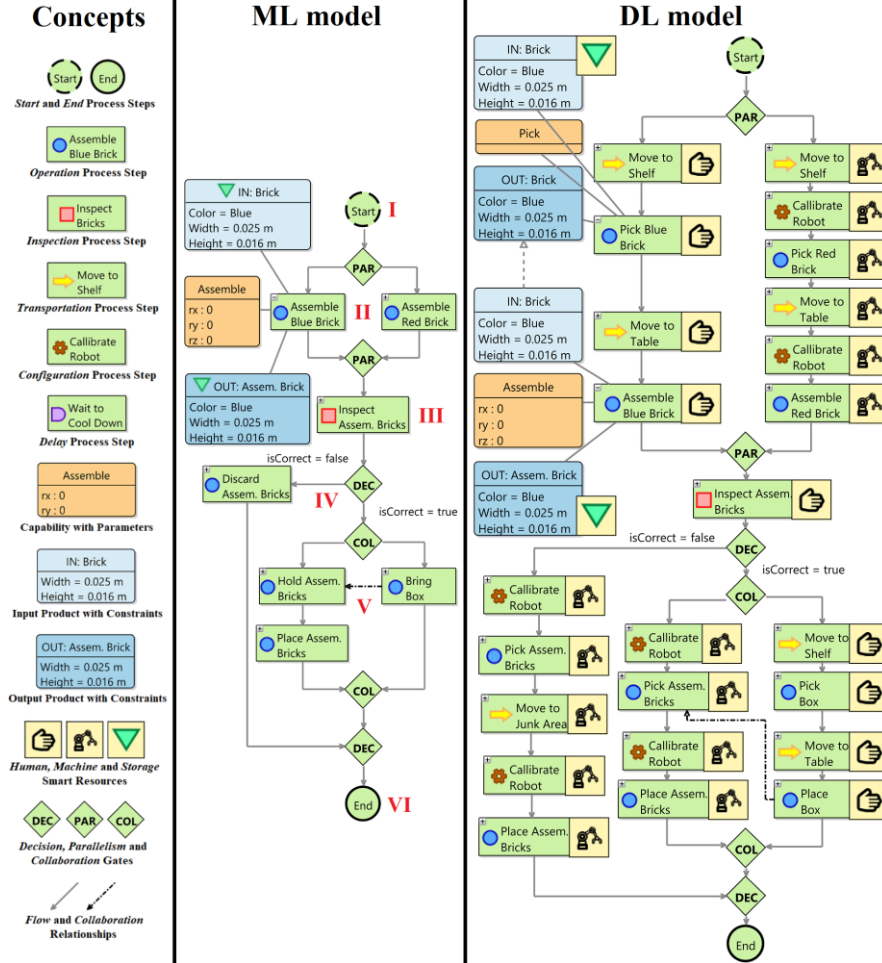 Concepts
Start
End
Start and End Process Steps
Assemble
Blue Brick
Operation Process Step
Inspect
Bricks
Inspection Process Step
Move to
Shelf
Transportation Process Step
Callibrate
Robot
Configuration Process Step
Wait to
Cool Down
Delay Process Step
Assemble
rx : 0
ry : 0
Capability with Parameters
IN: Brick
Width = 0.025 m
Height = 0.016 m
Input Product with Constraints
OUT: Assem. Brick
Width = 0.025 m
Height = 0.016 m
Output Product with Constraints
Human, Machine and Storage
Smart Resources
DEC
PAR
COL
Decision, Parallelism and
Collaboration Gates
Flow and Collaboration
Relationships
ML model
IN: Brick
Color = Blue
Width = 0.025 m
Height = 0.016 m
Start
I
PAR
Assemble
rx : 0
ry : 0
rz : 0
Assemble
Blue Brick
II
Assemble
Red Brick
PAR
OUT: Assem. Brick
Color = Blue
Width = 0.025 m
Height = 0.016 m
Inspect
Assem. Bricks
III
isCorrect = false
Discard
Assem. Bricks
IV
DEC
isCorrect = true
COL
Hold Assem.
Bricks
V
Bring
Box
Place Assem.
Bricks
COL
DEC
End
VI
DL model
IN: Brick
Color = Blue
Width = 0.025 m
Height = 0.016 m
Start
PAR
Pick
Move to
Shelf
Move to
Shelf
OUT: Brick
Color = Blue
Width = 0.025 m
Height = 0.016 m
Callibrate
Robot
Pick Blue
Brick
Pick Red
Brick
IN: Brick
Color = Blue
Width = 0.025 m
Height = 0.016 m
Move to
Table
Move to
Table
Callibrate
Robot
Assemble
rx : 0
ry : 0
rz : 0
Assemble
Blue Brick
Assemble
Red Brick
PAR
OUT: Assem. Brick
Color = Blue
Width = 0.025 m
Height = 0.016 m
Inspect Assem.
Bricks
isCorrect = false
DEC
isCorrect = true
COL
Callibrate
Robot
Callibrate
Robot
Move to
Shelf
Pick Assem.
Bricks
Pick Assem.
Bricks
Pick
Box
Move to
Junk Area
Callibrate
Robot
Move to
Table
Callibrate
Robot
Place Assem.
Bricks
Place
Box
Place Assem.
Bricks
COL
DEC
End